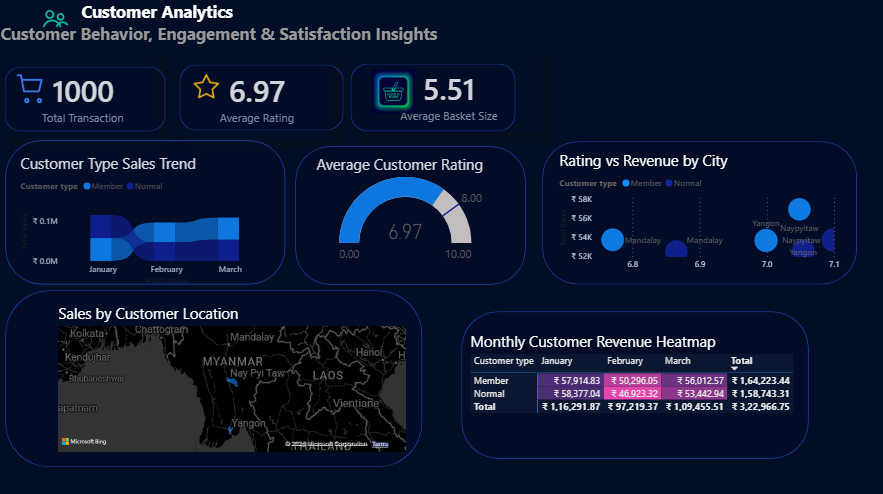 Customer Analytics
Customer Behavior, Engagement & Satisfaction Insights
1000
Total Transaction
6.97
Average Rating
5.51
Average Basket Size
Customer Type Sales Trend
Customer type Member Normal
₹ 0.1M
₹ 0.0M
January February March
Average Customer Rating
8.00
6.97
0.00 10.00
Rating vs Revenue by City
Customer type Member Normal
₹ 58K
₹ 56K
₹ 54K
₹ 52K
Yangon
Naypyitaw
Mandalay
Mandalay
Naypyitaw
Yangon
6.8 6.9 7.0 7.1
Sales by Customer Location
Kolkata
Chattogram
Mandalay
Kendujhar
Hanoi
H
MYANMAR
Nay Pyi Taw
LAOS
Bhubaneshwar
Vientiane
apatnam
Yangon
THAILAND
Microsoft Bing
Microsoft Corporation Terms
Monthly Customer Revenue Heatmap
Customer type January February March Total
Member ₹ 57,914.83 ₹ 50,296.05 ₹ 56,012.57 ₹ 1,64,223.44
Normal ₹ 58,377.04 ₹ 46,923.32 ₹ 53,442.94 ₹ 1,58,743.31
Total ₹ 1,16,291.87 ₹ 97,219.37 ₹ 1,09,455.51 ₹ 3,22,966.75